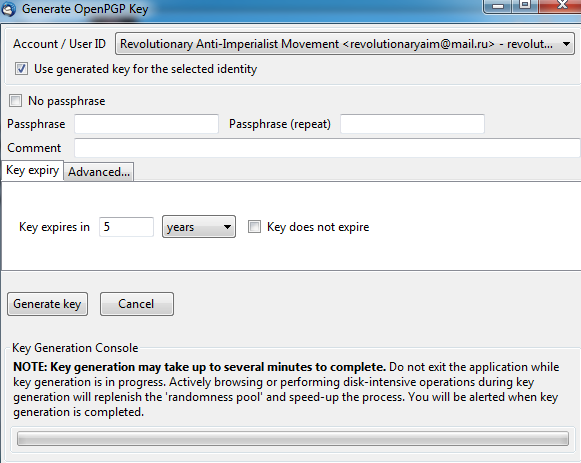 Generate OpenPGP Key
Account / User ID Revolutionary Anti-Imperialist Movement <revolutionaryaim@mail.ru> - revolut...
Use generated key for the selected identity
No passphrase
Passphrase Passphrase (repeat)
Comment
Key expiry Advanced...
Key expires in 5 years Key does not expire
Generate key Cancel
Key Generation Console
NOTE: Key generation may take up to several minutes to complete. Do not exit the application while
key generation is in progress. Actively browsing or performing disk-intensive operations during key
generation will replenish the 'randomness pool' and speed-up the process. You will be alerted when key
generation is completed.